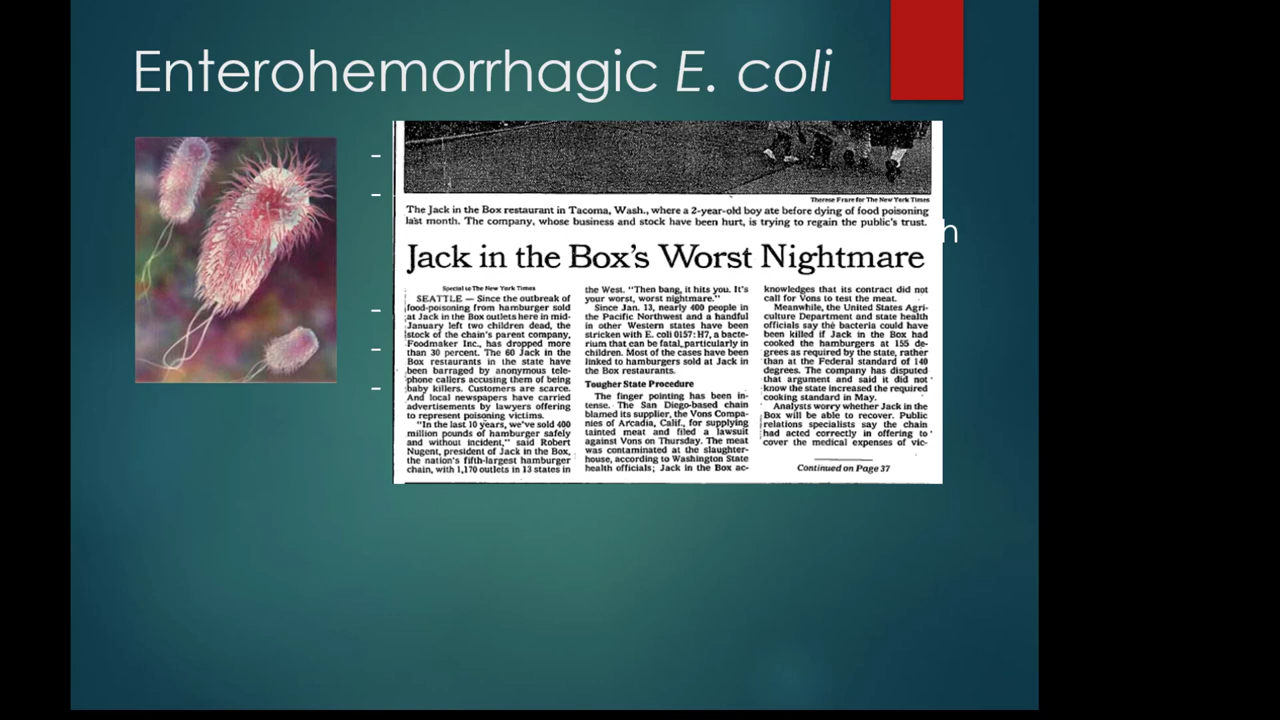 Enterohemorrhagic E. coli
–
–
h
–
–
–
Therese Frare for The New York Times
The Jack in the Box restaurant in Tacoma, Wash., where a 2-year-old boy ate before dying of food poisoning
last month. The company, whose business and stock have been hurt, is trying to regain the public's trust.
Jack in the Box's Worst Nightmare
Special to The New York Times
SEATTLE — Since the outbreak of
food-poisoning from hamburger sold
at Jack in the Box outlets here in mid-
January left two children dead, the
stock of the chain's parent company,
Foodmaker Inc., has dropped more
than 30 percent. The 60 Jack in the
Box restaurants in the state have
been barraged by anonymous tele-
phone callers accusing them of being
baby killers. Customers are scarce.
And local newspapers have carried
advertisements by lawyers offering
to represent poisoning victims.
"In the last 10 years, we've sold 400
million pounds of hamburger safely
and without incident," said Robert
Nugent, president of Jack in the Box,
the nation's fifth-largest hamburger
chain, with 1,170 outlets in 13 states in
the West. "Then bang, it hits you. It's
your worst, worst nightmare."
Since Jan. 13, nearly 400 people in
the Pacific Northwest and a handful
in other Western states have been
stricken with E. coli 0157:H7, a bacte-
rium that can be fatal, particularly in
children. Most of the cases have been
linked to hamburgers sold at Jack in
the Box restaurants.
Tougher State Procedure
The finger pointing has been in-
tense. The San Diego-based chain
blamed its supplier, the Vons Compa-
nies of Arcadia, Calif., for supplying
tainted meat and filed a lawsuit
against Vons on Thursday. The meat
was contaminated at the slaughter-
house, according to Washington State
health officials; Jack in the Box ac-
knowledges that its contract did not
call for Vons to test the meat.
Meanwhile, the United States Agri-
culture Department and state health
officials say the bacteria could have
been killed if Jack in the Box had
cooked the hamburgers at 155 de-
grees as required by the state, rather
than at the Federal standard of 140
degrees. The company has disputed
that argument and said it did not
know the state increased the required
cooking standard in May.
Analysts worry whether Jack in the
Box will be able to recover. Public
relations specialists say the chain
had acted correctly in offering to
cover the medical expenses of vic-
Continued on Page 37